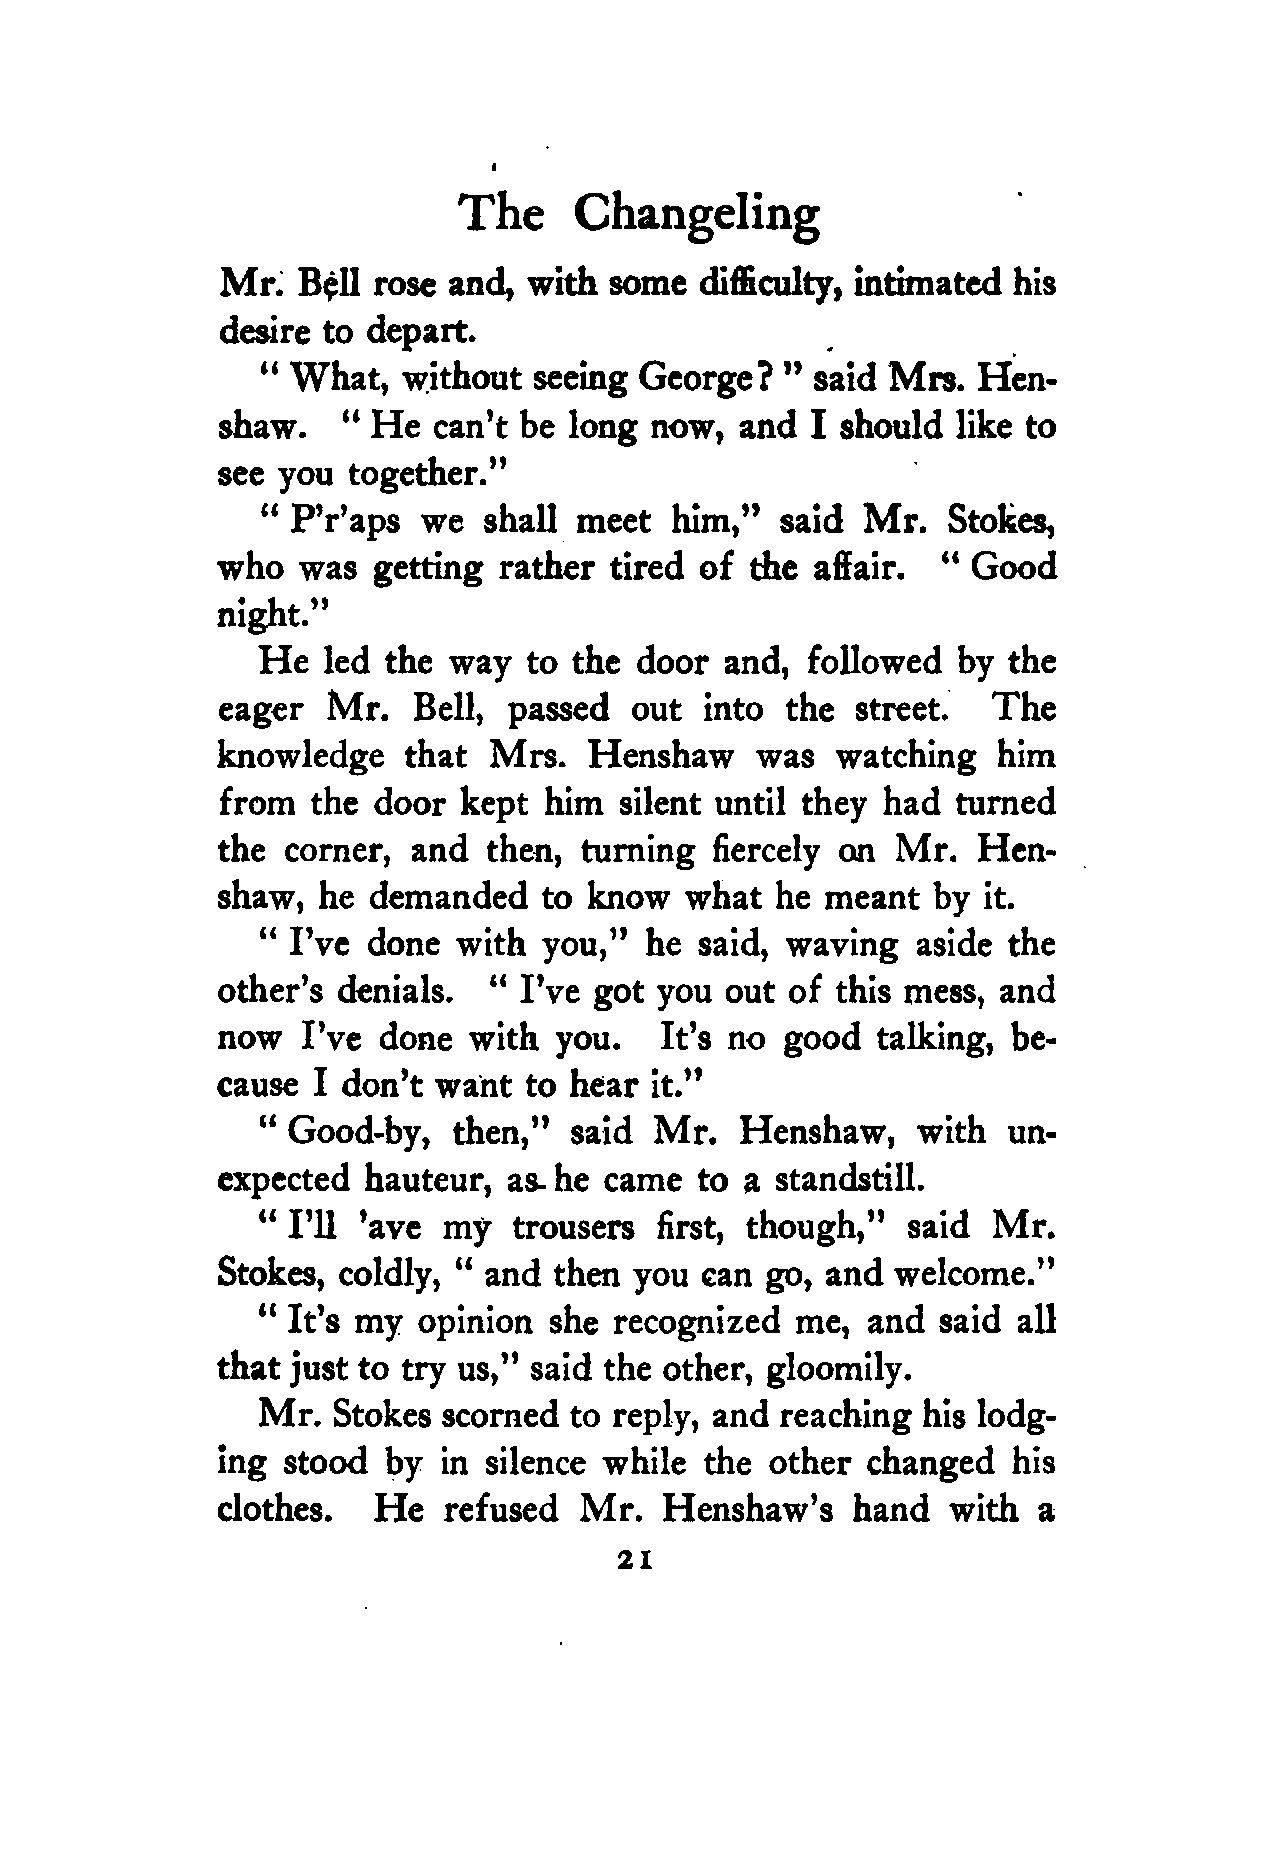 The Changeling
Mr. Bell rose and, with some difficulty, intimated his
desire to depart.
" What, without seeing George? " said Mrs. Hen-
shaw. " He can't be long now, and I should like to
see you together."
" P'r'aps we shall meet him," said Mr. Stokes,
who was getting rather tired of the affair. " Good
night."
He led the way to the door and, followed by the
eager Mr. Bell, passed out into the street. The
knowledge that Mrs. Henshaw was watching him
from the door kept him silent until they had turned
the corner, and then, turning fiercely on Mr. Hen-
shaw, he demanded to know what he meant by it.
" I've done with you," he said, waving aside the
other's denials. " I've got you out of this mess, and
now I've done with you. It's no good talking, be-
cause I don't want to hear it."
" Good-by, then," said Mr. Henshaw, with un-
expected hauteur, as he came to a standstill.
" I'll 'ave my trousers first, though," said Mr.
Stokes, coldly, " and then you can go, and welcome."
" It's my opinion she recognized me, and said all
that just to try us," said the other, gloomily.
Mr. Stokes scorned to reply, and reaching his lodg-
ing stood by in silence while the other changed his
clothes. He refused Mr. Henshaw's hand with a
21